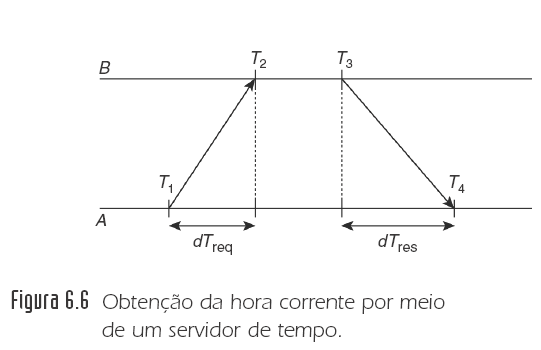 B
T2
T3
T1
T4
A
dTreq
dTres
Figura 6.6 Obtenção da hora corrente por meio
de um servidor de tempo.